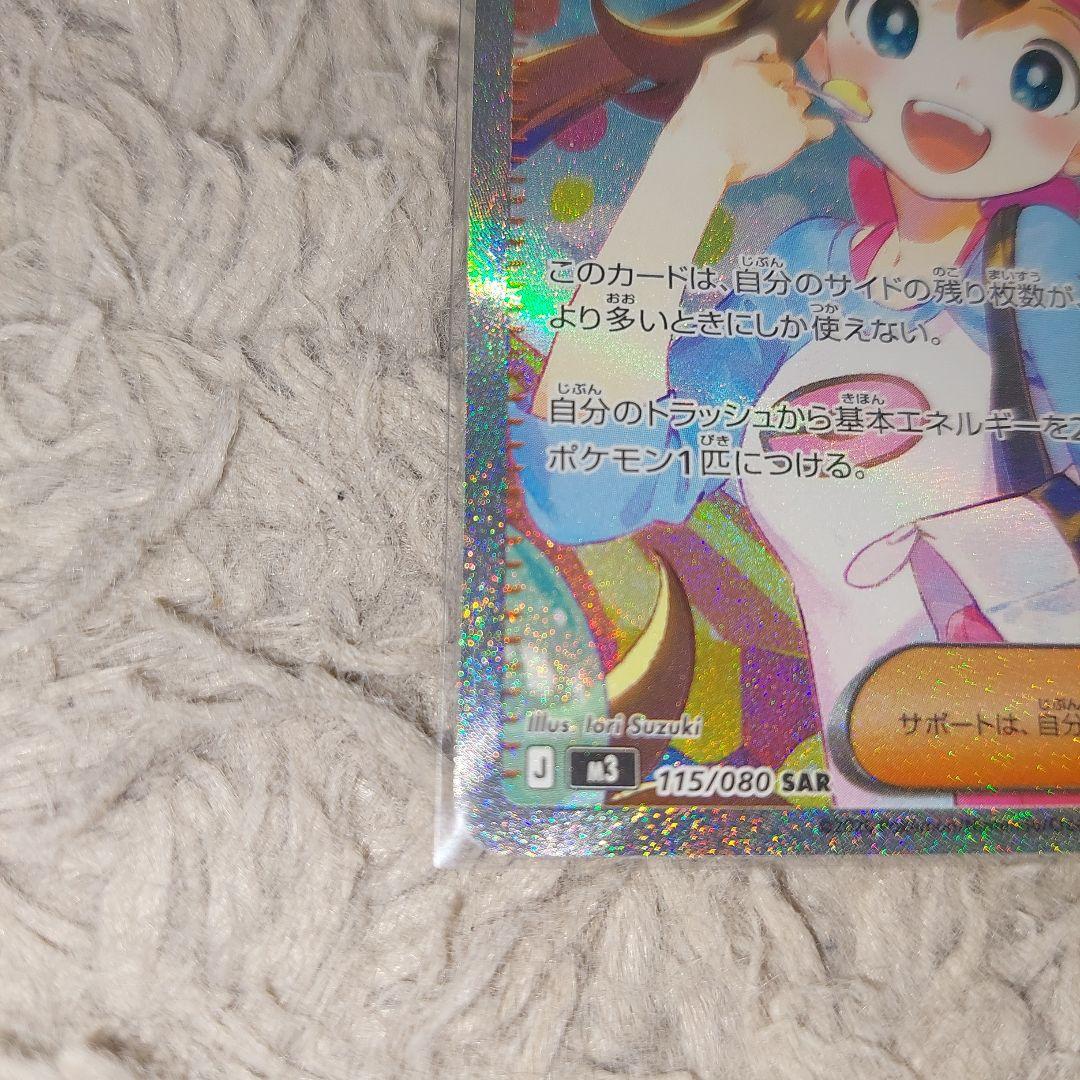 このカードは、自分のサイドの残り枚数が
より多いときにしか使えない。
自分のトラッシュから基本エネルギーを2
ポケモン1匹につける。
Illus. Iori Suzuki
サポートは、自分
J M3 115/080 SAR